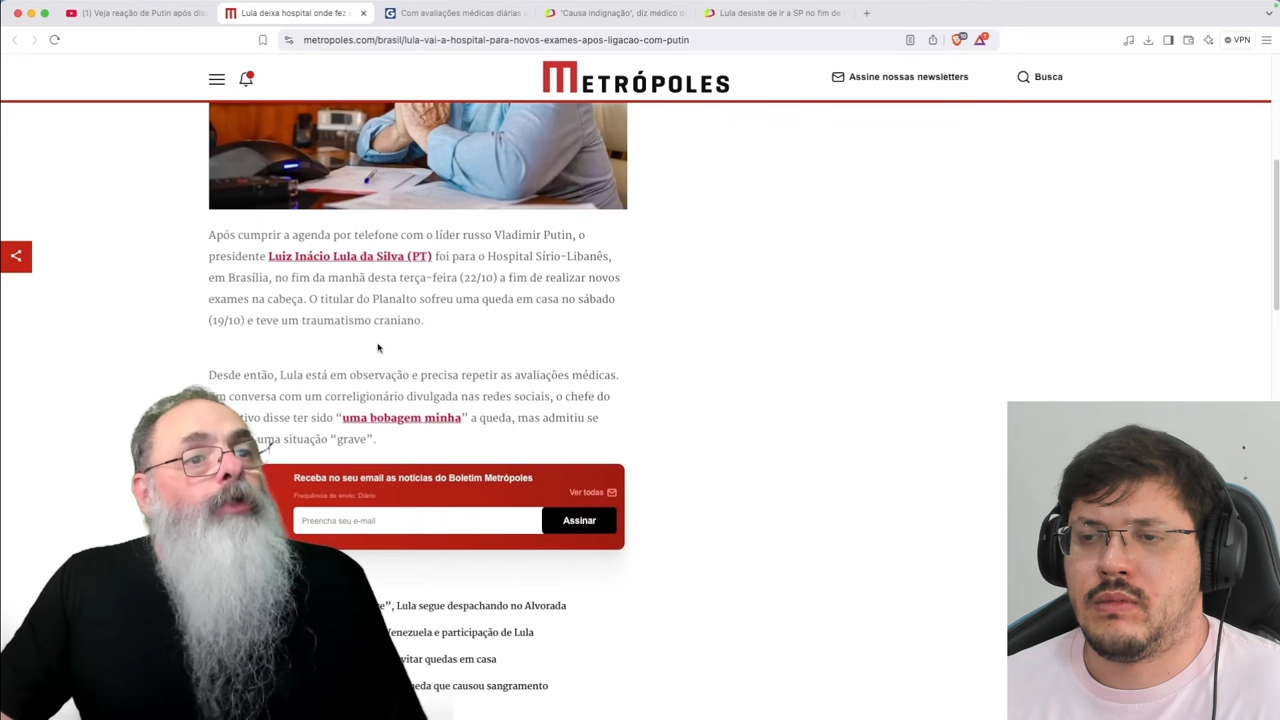 (1) Veja reação de Putin após dis
Lula deixa hospital onde fez e
Com avaliações médicas diárias
'Causa indignação', diz médico d
Lula desiste de ir a SP no fim de
metropoles.com/brasil/lula-vai-a-hospital-para-novos-exames-apos-ligacao-com-putin
VPN
METRÓPOLES
Assine nossas newsletters
Busca
Após cumprir a agenda por telefone com o líder russo Vladimir Putin, o
presidente Luiz Inácio Lula da Silva (PT) foi para o Hospital Sírio-Libanês,
em Brasília, no fim da manhã desta terça-feira (22/10) a fim de realizar novos
exames na cabeça. O titular do Planalto sofreu uma queda em casa no sábado
(19/10) e teve um traumatismo craniano.
Desde então, Lula está em observação e precisa repetir as avaliações médicas.
m conversa com um correligionário divulgada nas redes sociais, o chefe do
tivo disse ter sido “uma bobagem minha” a queda, mas admitiu se
uma situação “grave”.
Receba no seu email as notícias do Boletim Metrópoles
Frequência de envio: Diário
Ver todas
Preencha seu e-mail
Assinar
e”, Lula segue despachando no Alvorada
enezuela e participação de Lula
vitar quedas em casa
ueda que causou sangramento